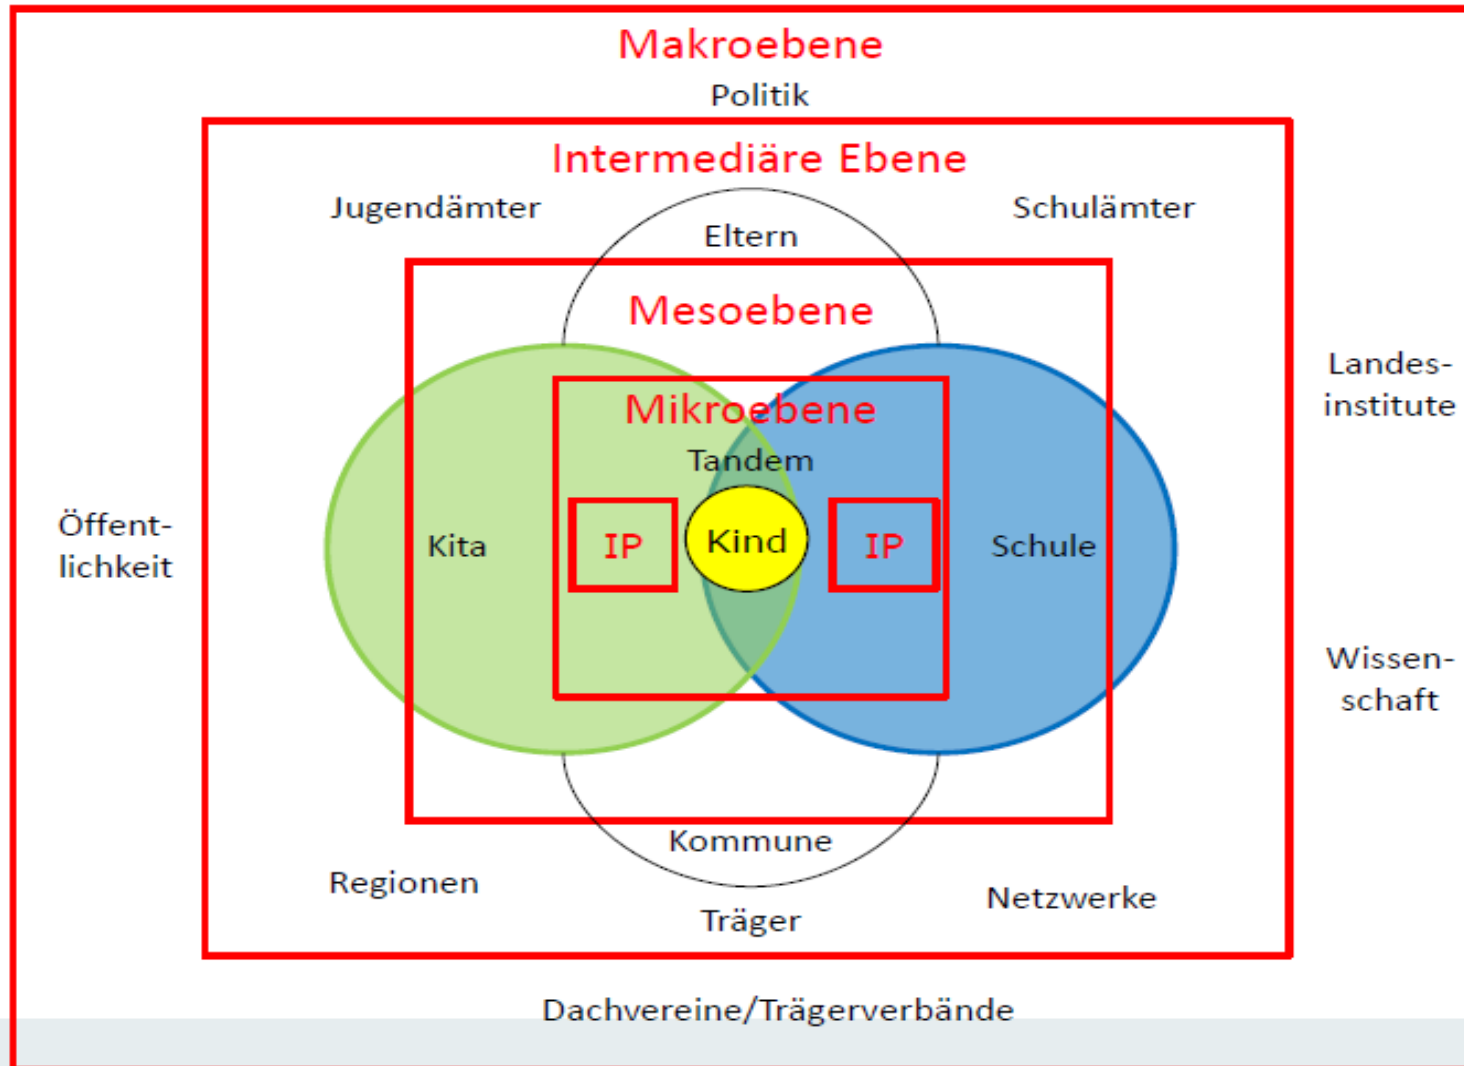 Makroebene
Politik
Intermediäre Ebene
Jugendämter
Schulämter
Eltern
Mesoebene
Landes-
institute
Mikroebene
Tandem
Öffent-
lichkeit
Kita
IP
Kind
IP
Schule
Wissen-
schaft
Kommune
Regionen
Netzwerke
Träger
Dachvereine/Trägerverbände